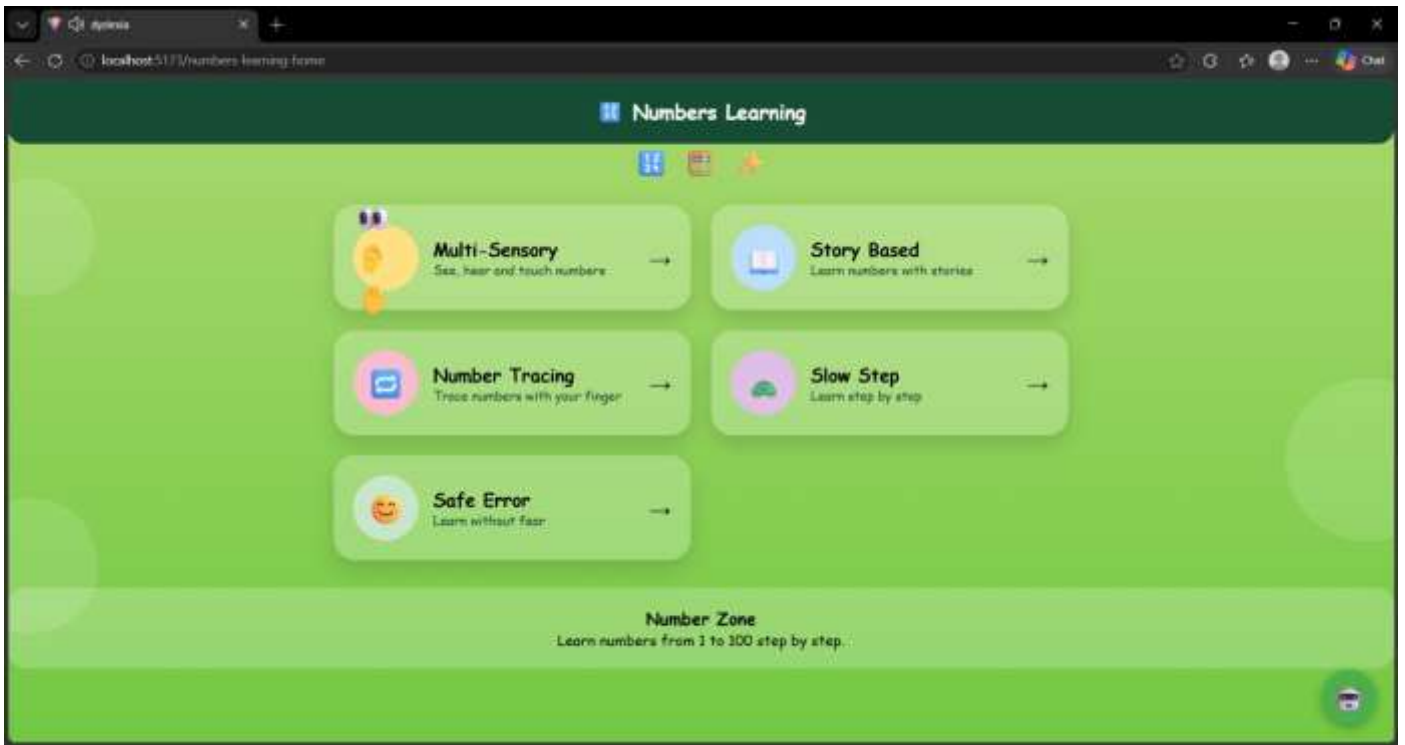 dyslexia
localhost:5173/numbers-learning-home
Chat
Numbers Learning
Multi-Sensory
See, hear and touch numbers
→
Story Based
Learn numbers with stories
→
Number Tracing
Trace numbers with your finger
→
Slow Step
Learn step by step
→
Safe Error
Learn without fear
→
Number Zone
Learn numbers from 1 to 100 step by step.